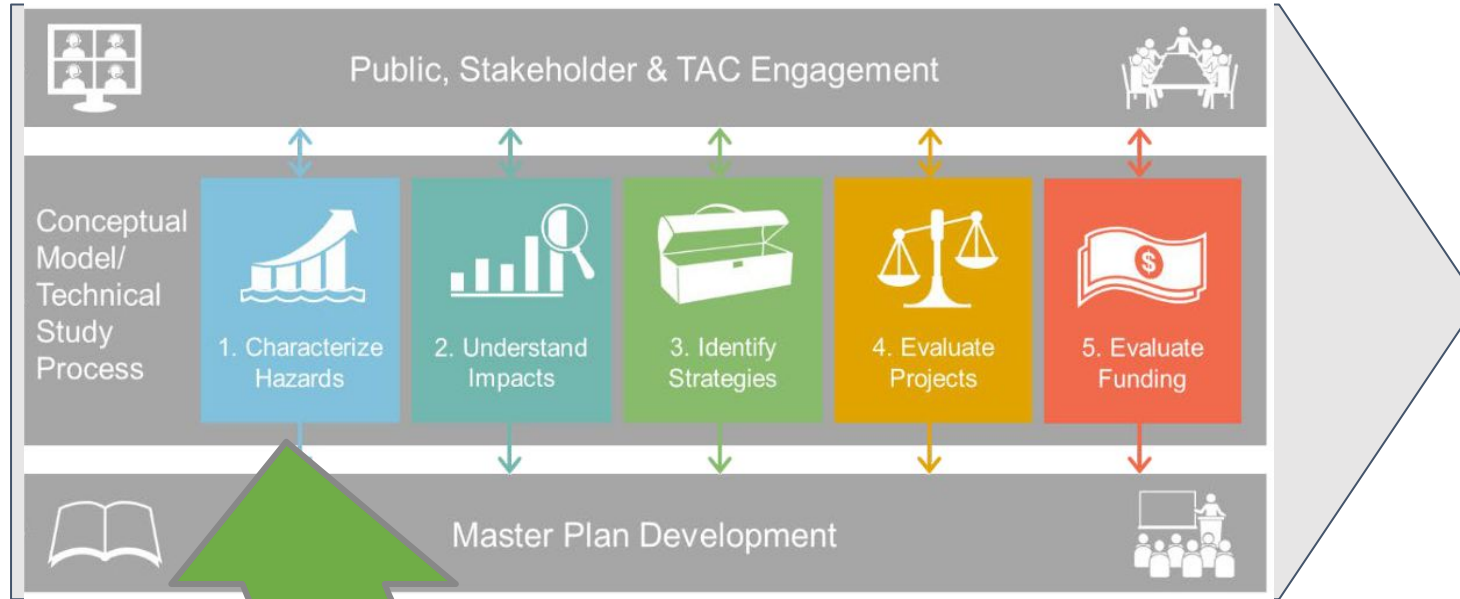 Public, Stakeholder & TAC Engagement
Conceptual
Model/
Technical
Study
Process
1. Characterize
Hazards
2. Understand
Impacts
3. Identify
Strategies
4. Evaluate
Projects
$
5. Evaluate
Funding
Master Plan Development